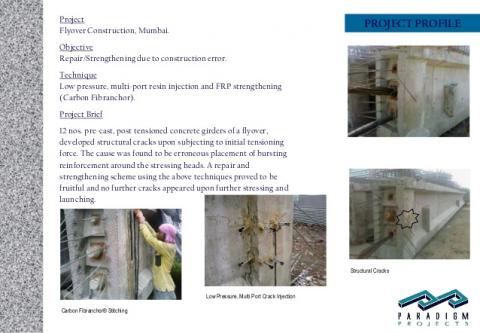 PROJECT PROFILE
Project
Flyover Construction, Mumbai.
Objective
Repair/Strengthening due to construction error.
Technique
Low pressure, multi-port resin injection and FRP strengthening
(Carbon Fibranchor).
Project Brief
12 nos. pre-cast, post tensioned concrete girders of a flyover,
developed structural cracks upon subjecting to initial tensioning
force. The cause was found to be erroneous placement of bursting
reinforcement around the stressing heads. A repair and
strengthening scheme using the above techniques proved to be
fruitful and no further cracks appeared upon further stressing and
launching.
Structural Cracks
Low Pressure, Multi Port Crack Injection
Carbon Fibranchor® Stitching
PARADIGM
PROJECTS